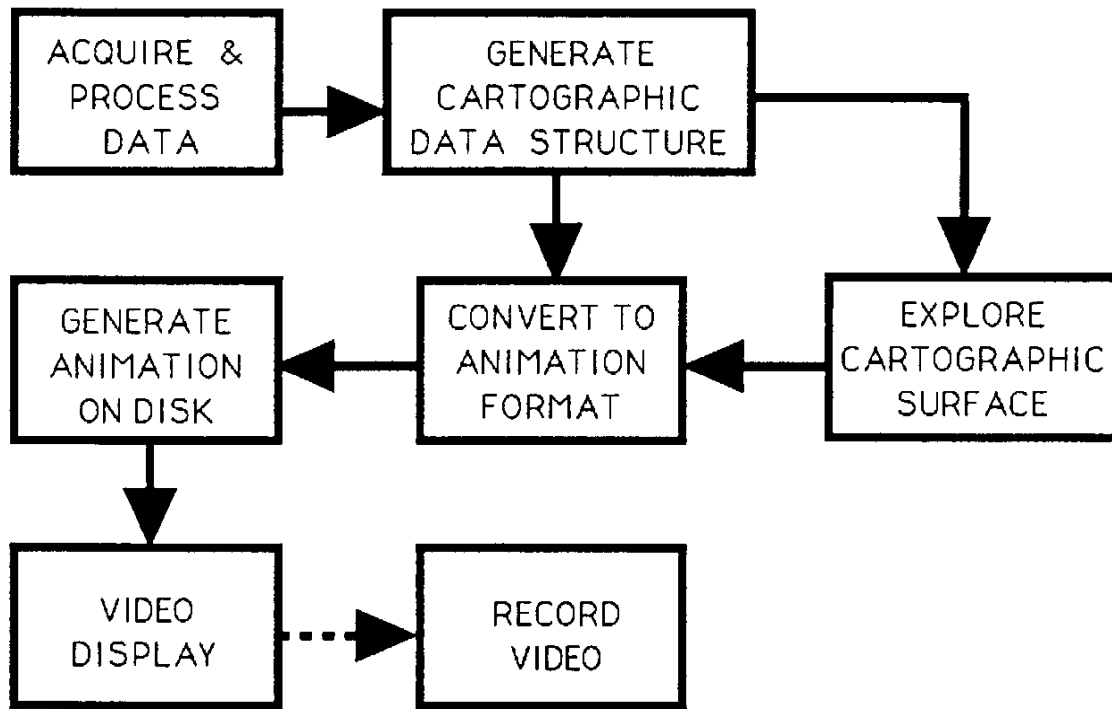 ACQUIRE &
PROCESS
DATA
GENERATE
CARTOGRAPHIC
DATA STRUCTURE
GENERATE
ANIMATION
ON DISK
CONVERT TO
ANIMATION
FORMAT
EXPLORE
CARTOGRAPHIC
SURFACE
VIDEO
DISPLAY
RECORD
VIDEO